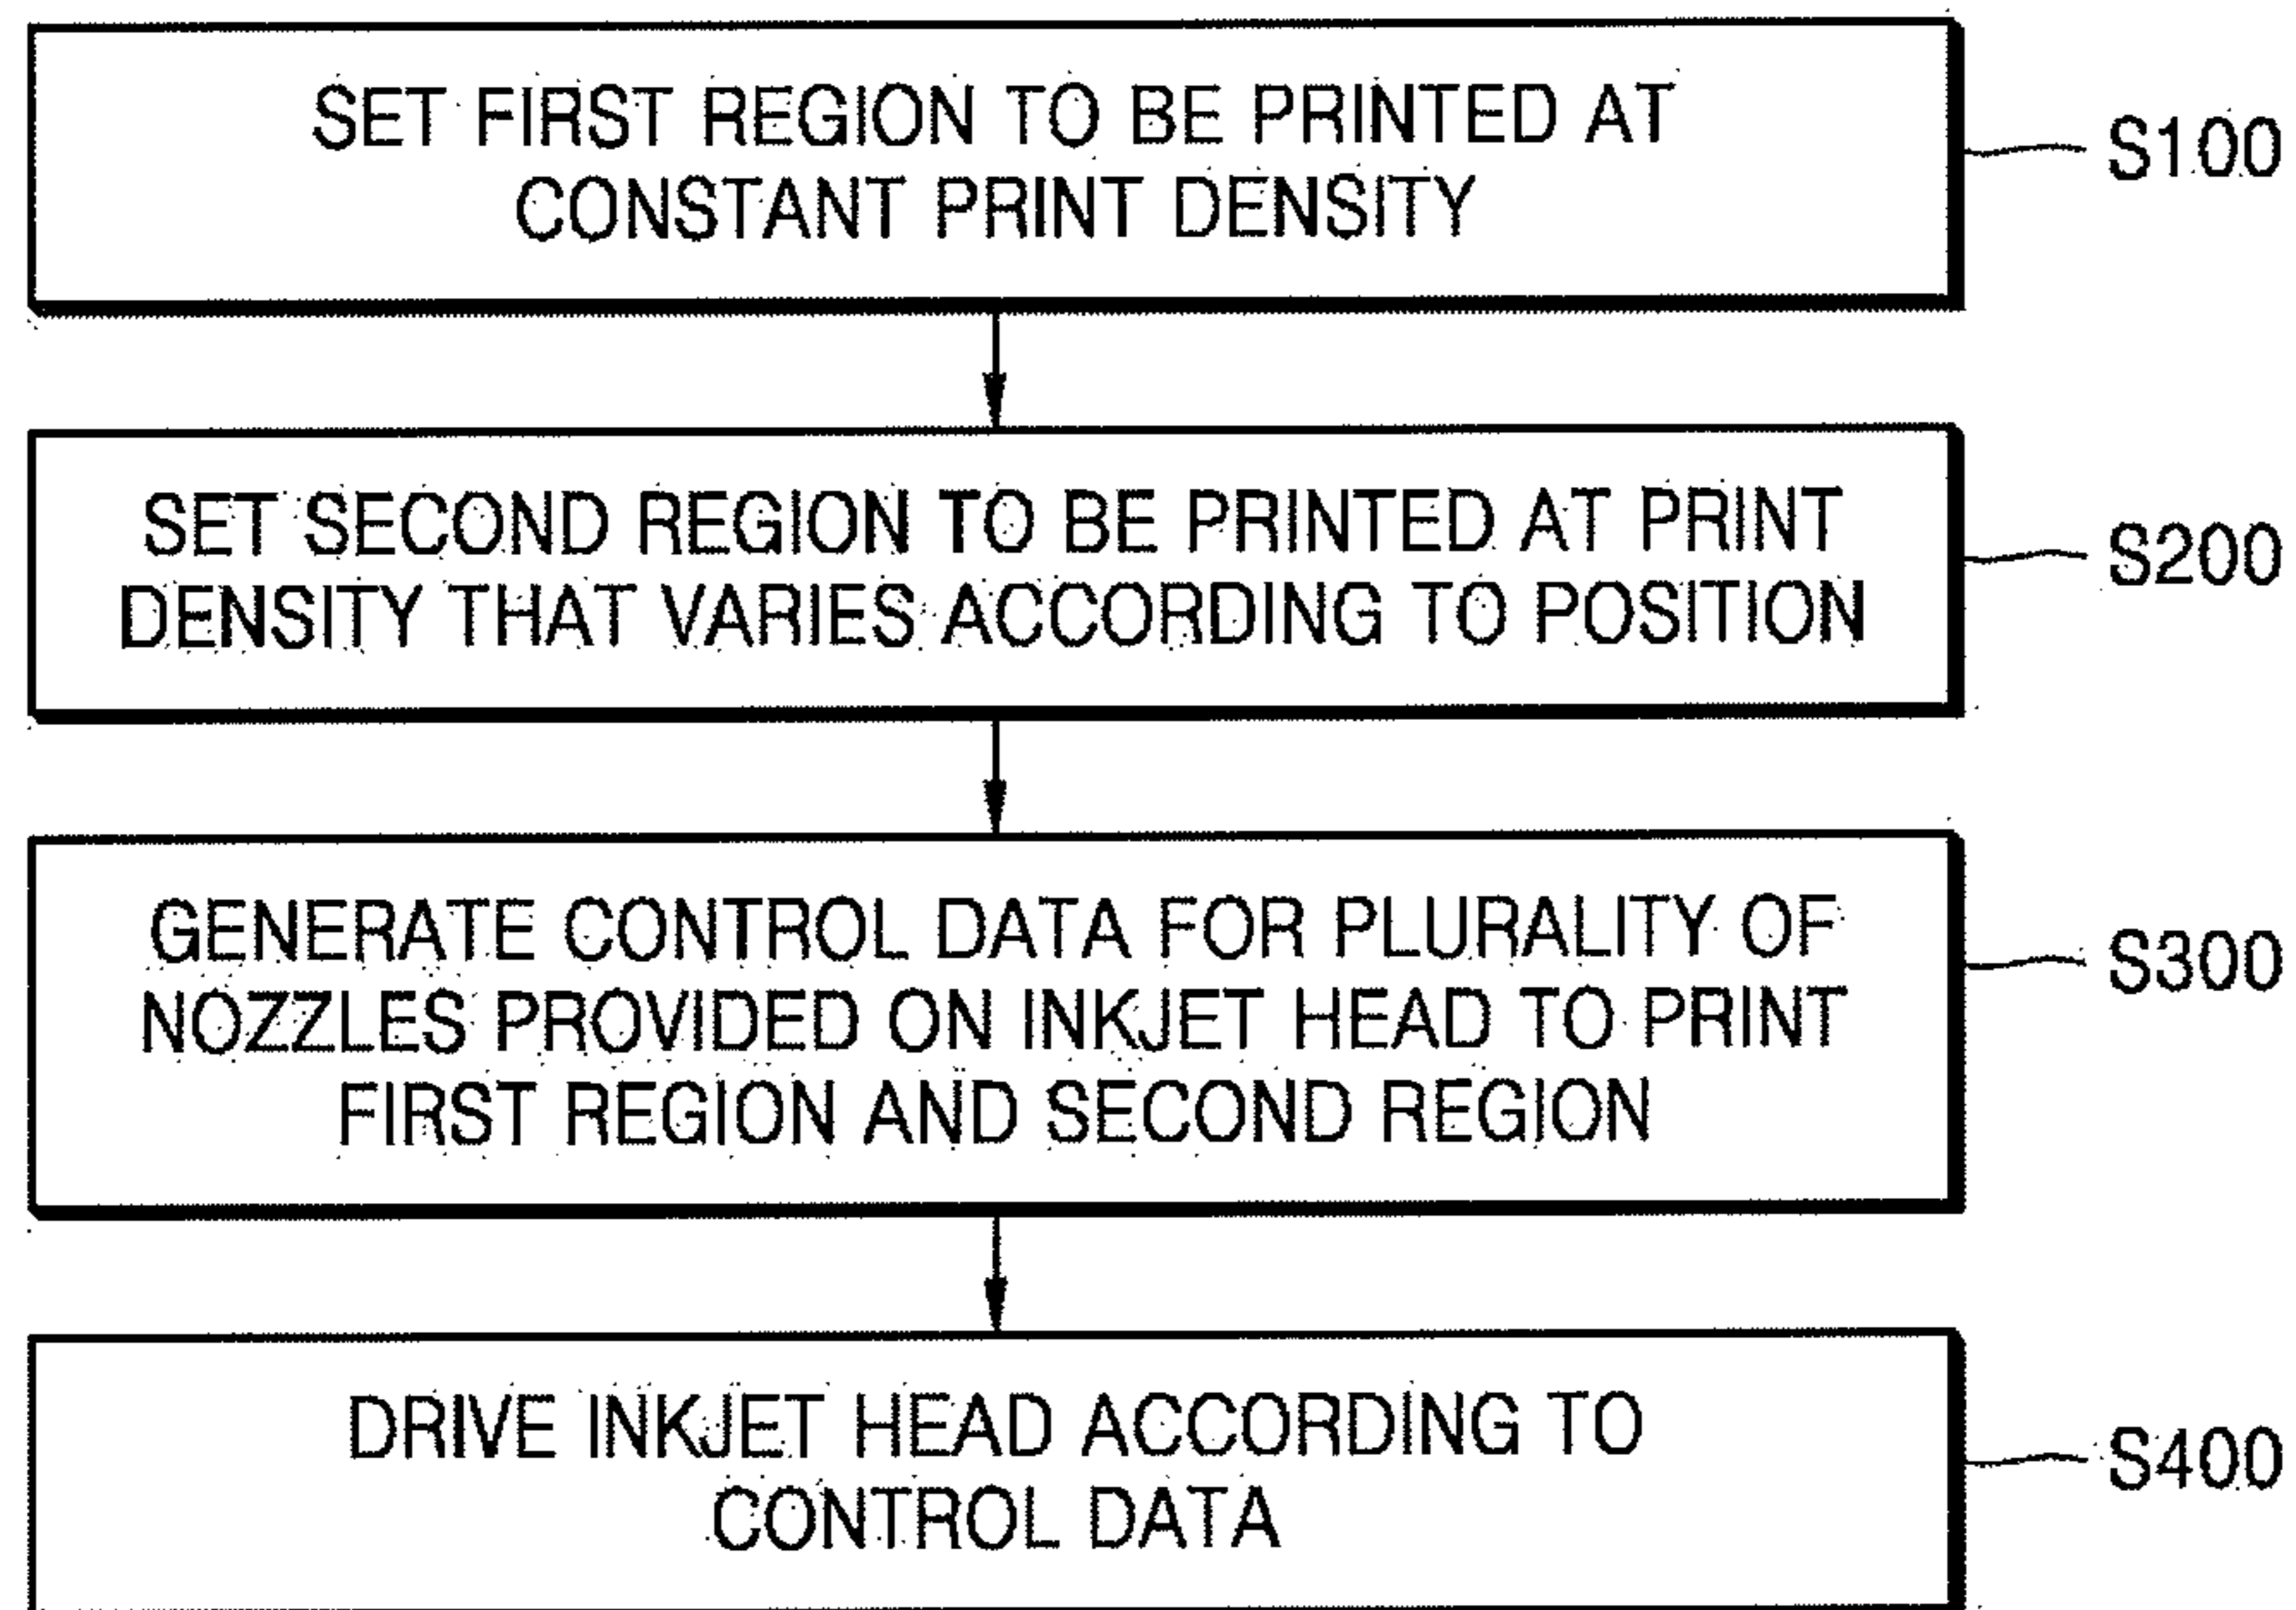 SET FIRST REGION TO BE PRINTED AT
CONSTANT PRINT DENSITY
S100
SET SECOND REGION TO BE PRINTED AT PRINT
DENSITY THAT VARIES ACCORDING TO POSITION
S200
GENERATE CONTROL DATA FOR PLURALITY OF
NOZZLES PROVIDED ON INKJET HEAD TO PRINT
FIRST REGION AND SECOND REGION
S300
DRIVE INKJET HEAD ACCORDING TO
CONTROL DATA
S400